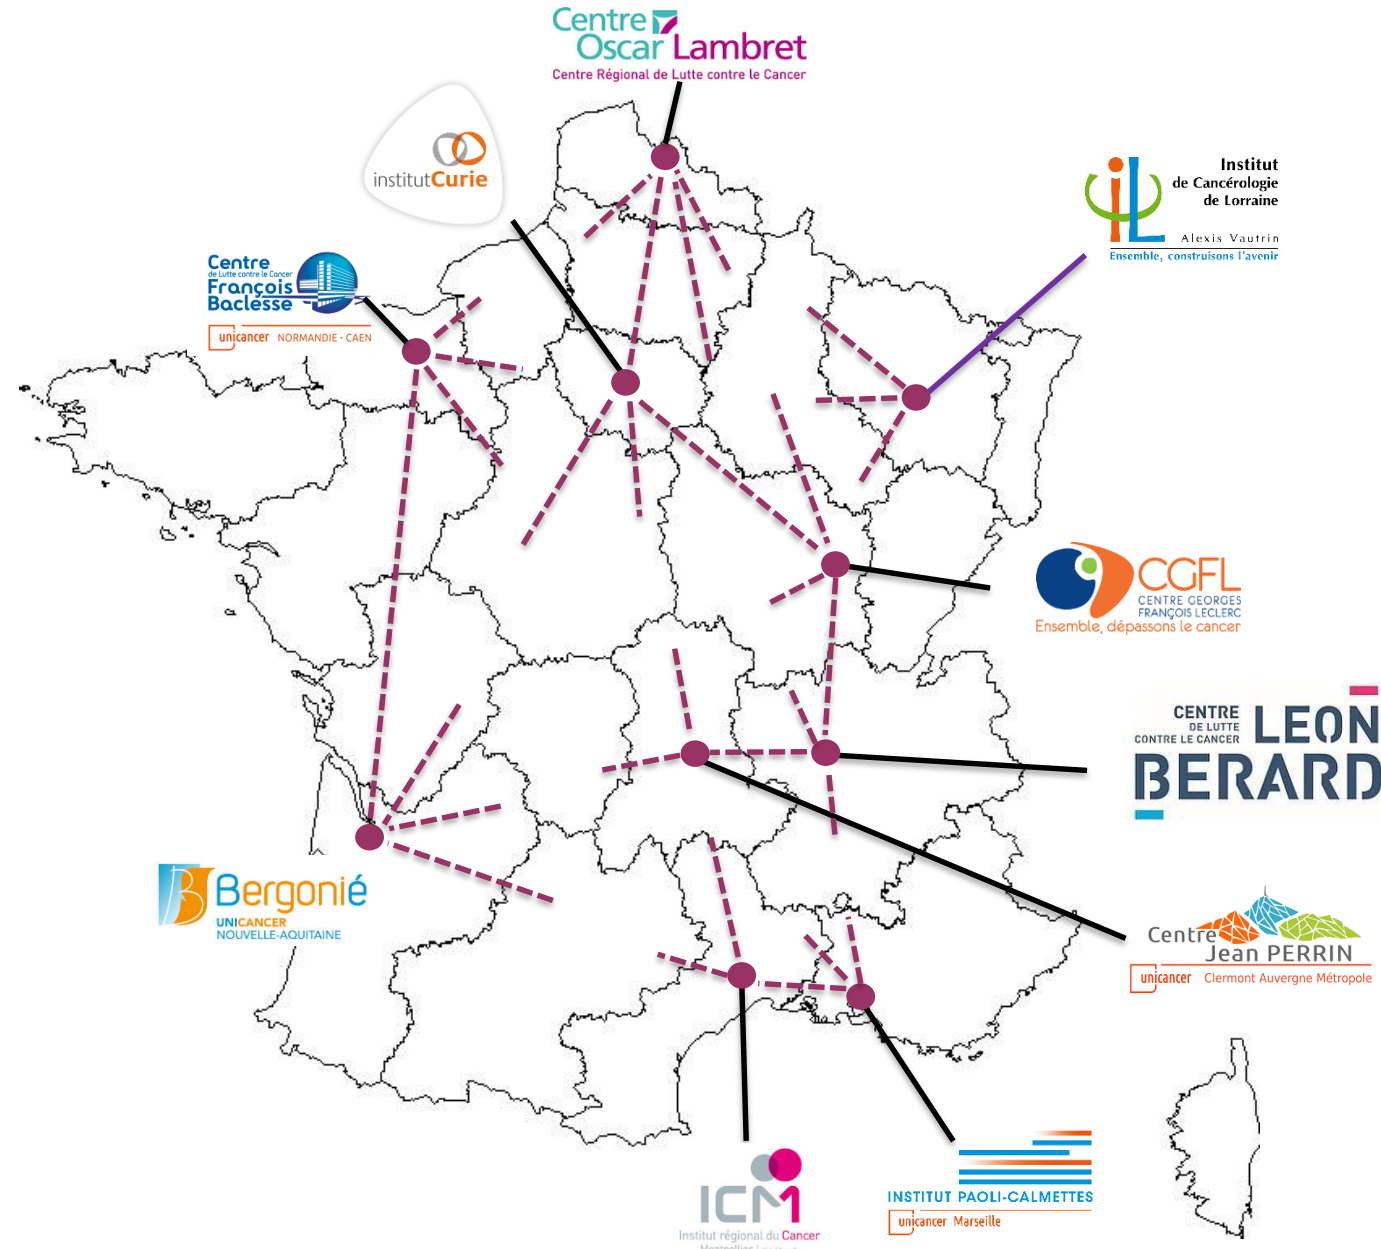 Centre
Oscar Lambret
Centre Régional de Lutte contre le Cancer
institutCurie
Institut
de Cancérologie
de Lorraine
Alexis Vautrin
Ensemble, construisons l'avenir
Centre
de Lutte contre le Cancer
François
Baclesse
unicancer NORMANDIE - CAEN
CGFL
CENTRE GEORGES
FRANÇOIS LECLERC
Ensemble, dépassons le cancer
CENTRE
DE LUTTE
CONTRE LE CANCER
LEON
BERARD
Bergonié
UNICANCER
NOUVELLE-AQUITAINE
Centre
Jean PERRIN
unicancer Clermont Auvergne Métropole
ICM
Institut régional du Cancer
INSTITUT PAOLI-CALMETTES
unicancer Marseille